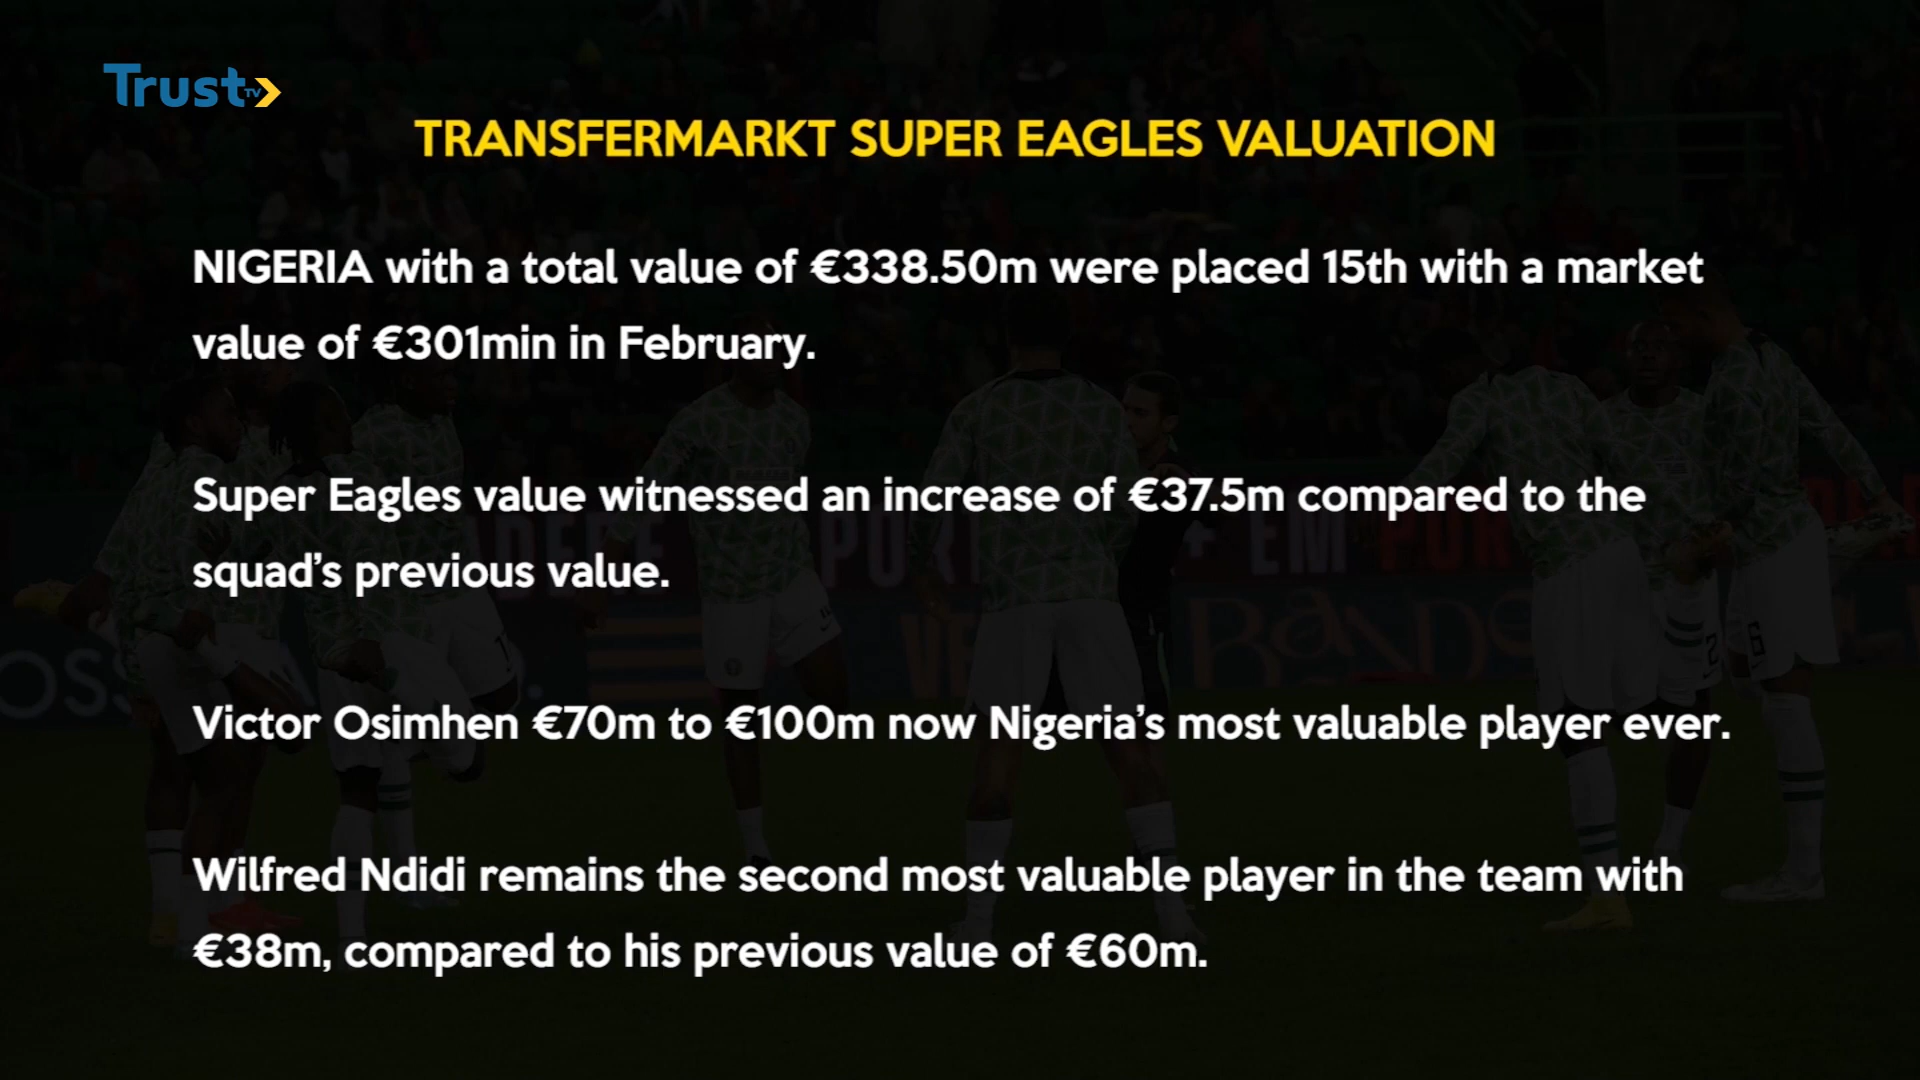 Trust TV
TRANSFERMARKT SUPER EAGLES VALUATION
NIGERIA with a total value of €338.50m were placed 15th with a market
value of €301min in February.
Super Eagles value witnessed an increase of €37.5m compared to the
squad’s previous value.
Victor Osimhen €70m to €100m now Nigeria’s most valuable player ever.
Wilfred Ndidi remains the second most valuable player in the team with
€38m, compared to his previous value of €60m.